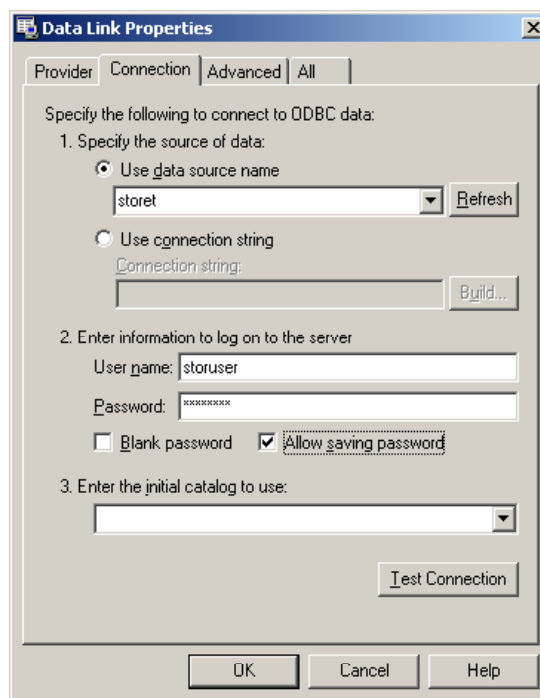 Data Link Properties
Provider Connection Advanced All
Specify the following to connect to ODBC data:
1. Specify the source of data:
Use data source name
storet Refresh
Use connection string
Connection string:
Build...
2. Enter information to log on to the server
User name: storuser
Password: ********
Blank password Allow saving password
3. Enter the initial catalog to use:
Test Connection
OK Cancel Help